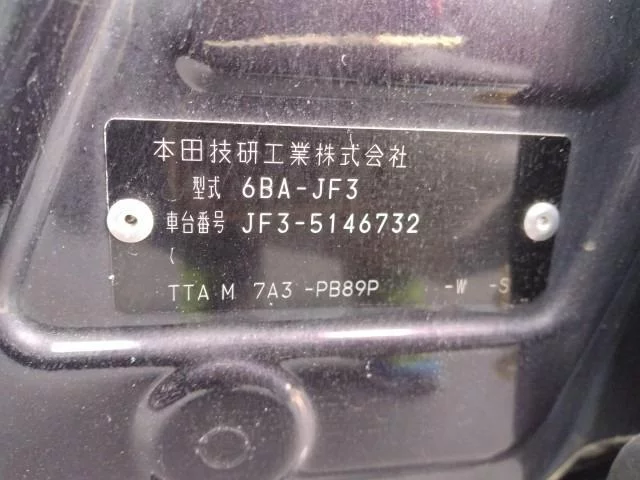 本田技研工業株式会社
型式 6BA-JF3
車台番号 JF3-5146732
(
TTA M 7A3 -PB89P -W -S